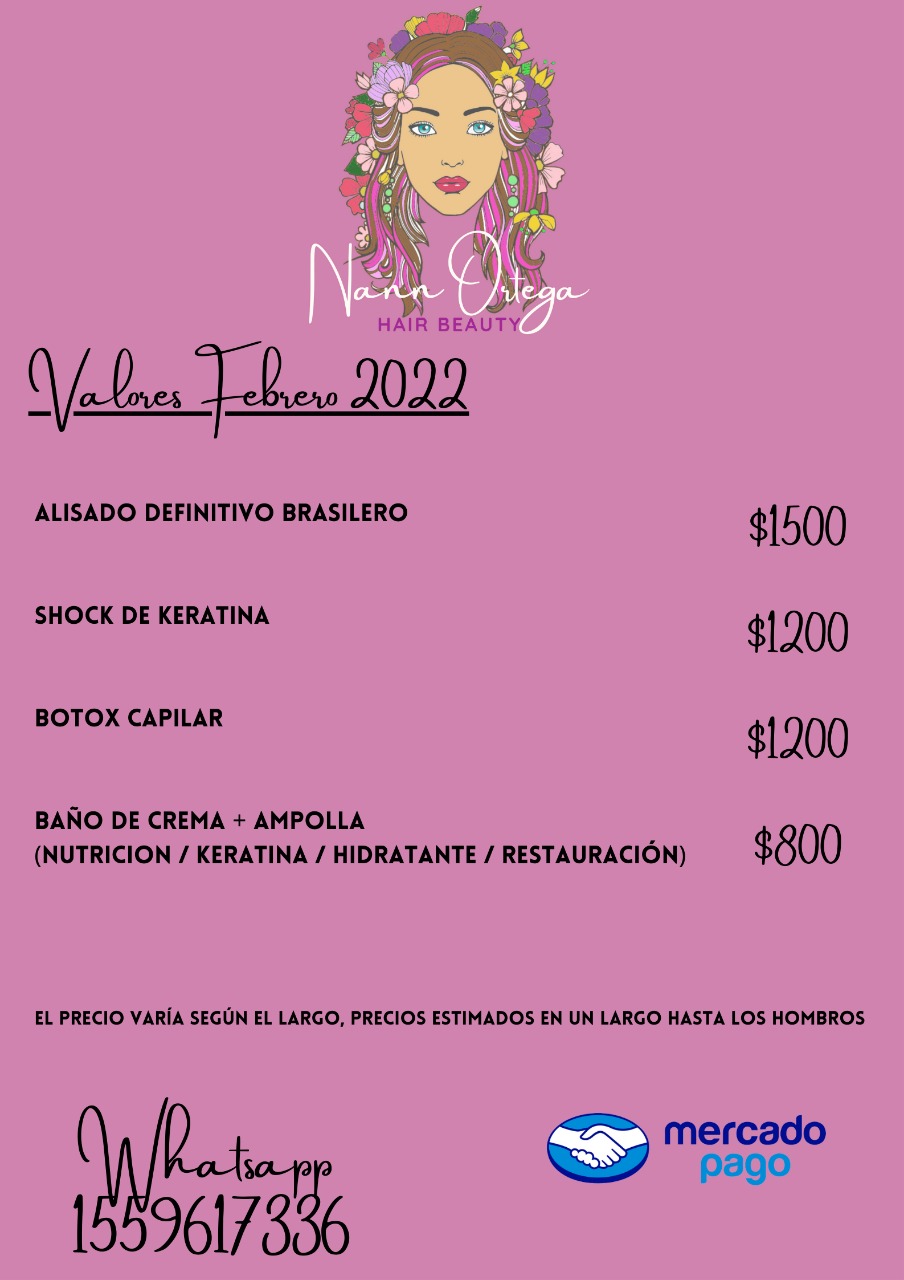 Nann Ortega
HAIR BEAUTY
Valores Febrero 2022
ALISADO DEFINITIVO BRASILERO $1500
SHOCK DE KERATINA $1200
BOTOX CAPILAR $1200
BAÑO DE CREMA + AMPOLLA
(NUTRICION / KERATINA / HIDRATANTE / RESTAURACIÓN) $800
EL PRECIO VARÍA SEGÚN EL LARGO, PRECIOS ESTIMADOS EN UN LARGO HASTA LOS HOMBROS
Whatsapp
1559617336
mercado
pago